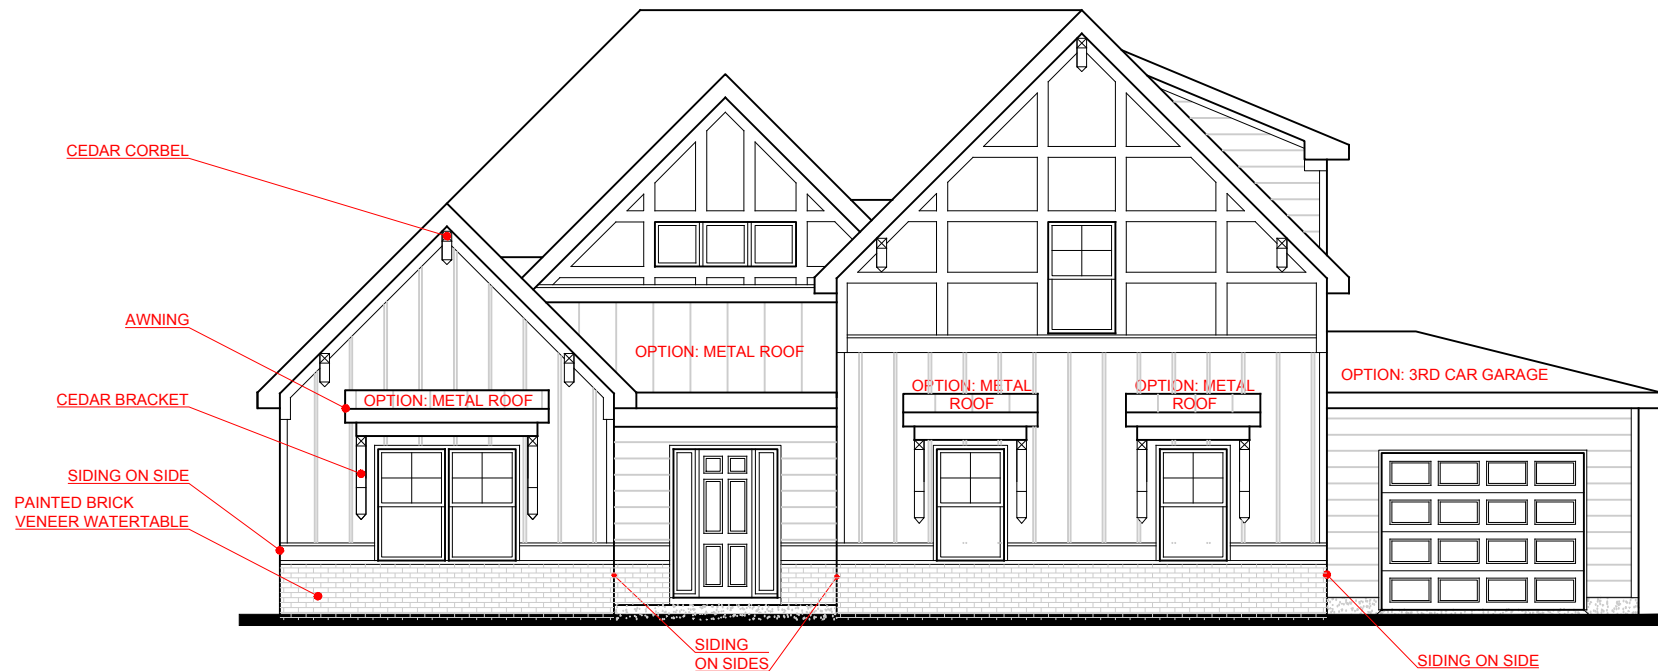 CEDAR CORBEL
AWNING
OPTION: METAL ROOF
OPTION: 3RD CAR GARAGE
OPTION: METAL
ROOF
OPTION: METAL
ROOF
CEDAR BRACKET
OPTION: METAL ROOF
SIDING ON SIDE
PAINTED BRICK
VENEER WATERTABLE
SIDING
ON SIDES
SIDING ON SIDE